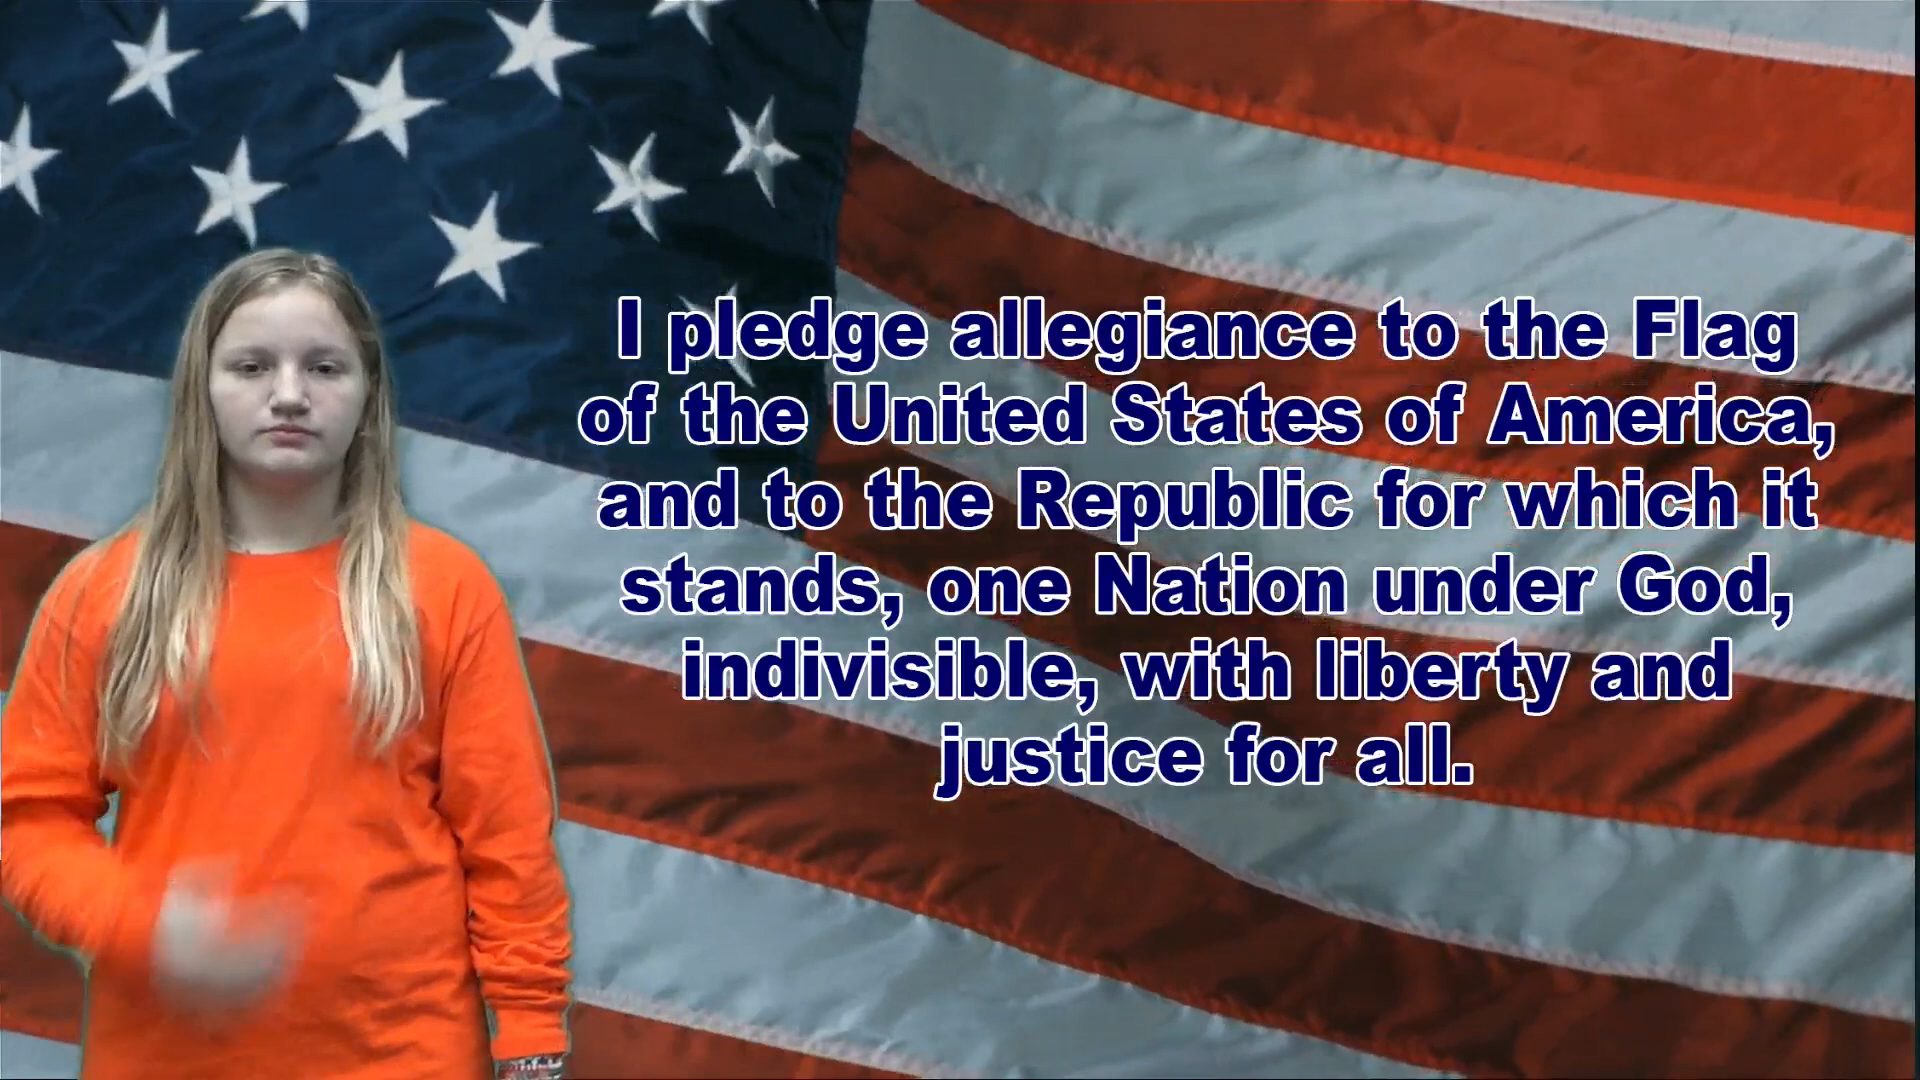 I pledge allegiance to the Flag
of the United States of America,
and to the Republic for which it
stands, one Nation under God,
indivisible, with liberty and
justice for all.